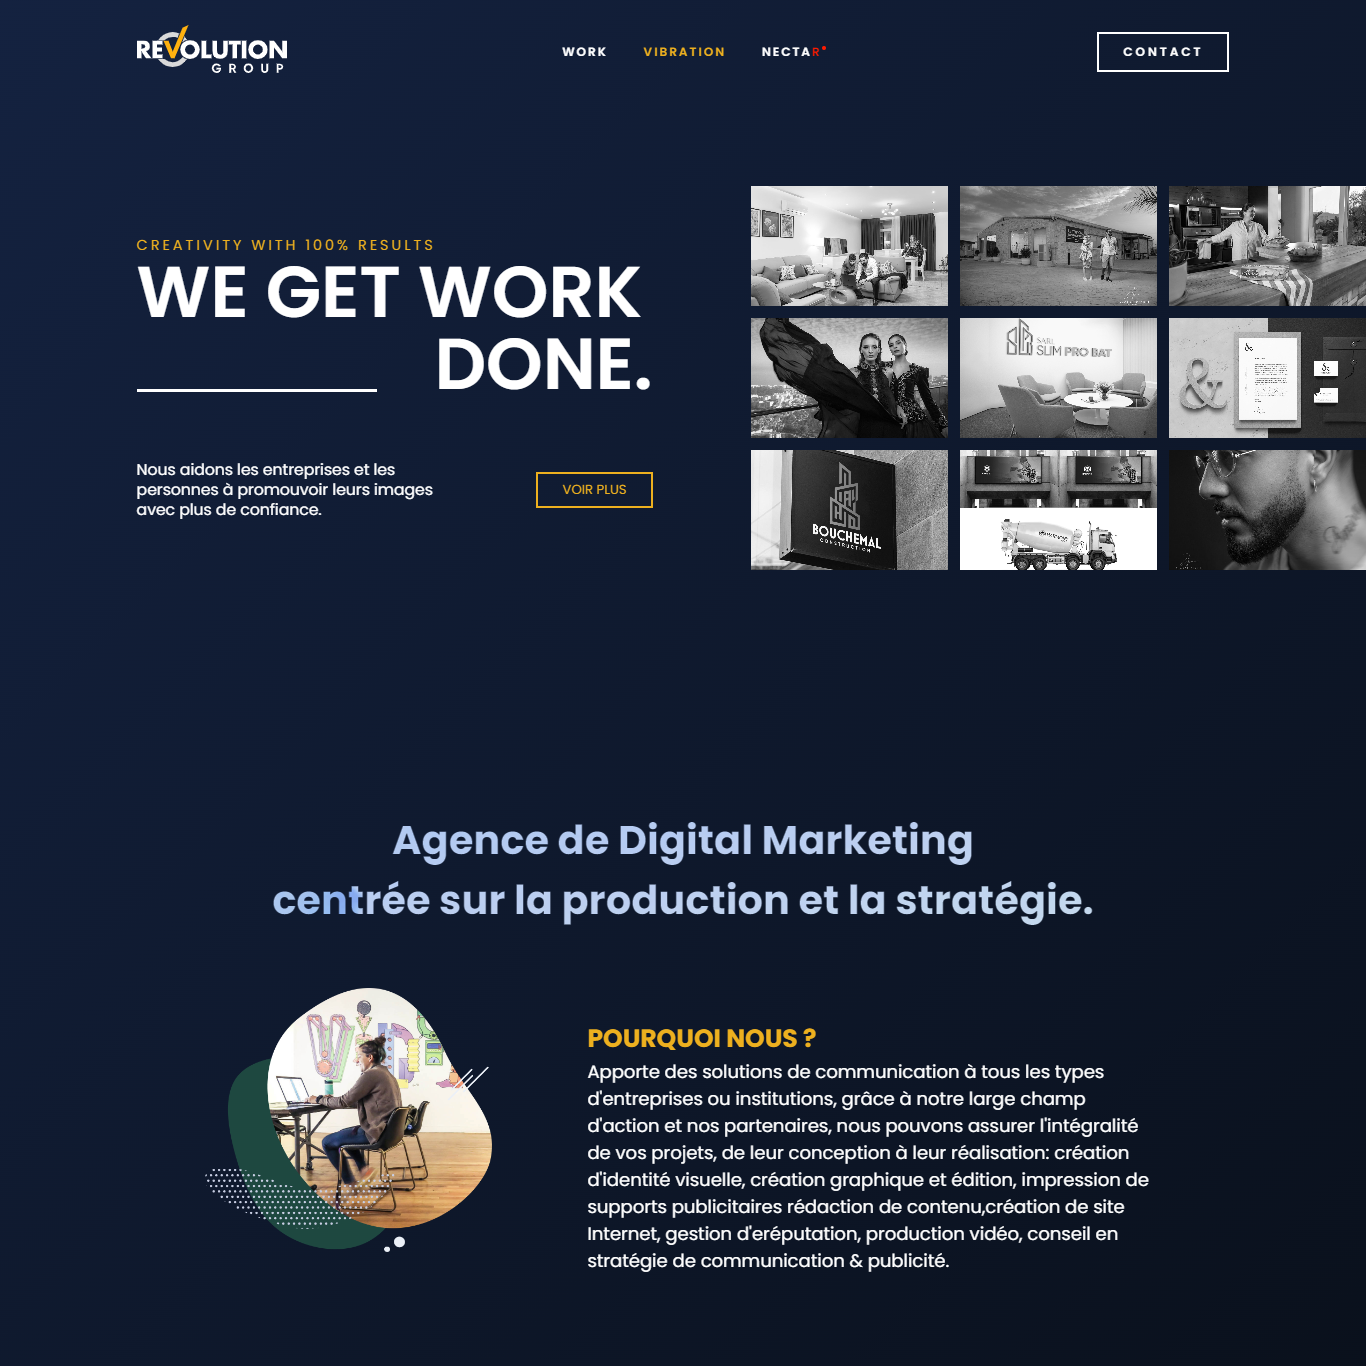 REVOLUTION
GROUP
WORK
VIBRATION
NECTAR*
CONTACT
CREATIVITY WITH 100% RESULTS
WE GET WORK
DONE.
Nous aidons les entreprises et les
personnes à promouvoir leurs images
avec plus de confiance.
VOIR PLUS
SARL
SLIM PRO BAT
&
BOUCHEMAL
CONSTRUCTION
Agence de Digital Marketing
centrée sur la production et la stratégie.
POURQUOI NOUS ?
Apporte des solutions de communication à tous les types
d'entreprises ou institutions, grâce à notre large champ
d'action et nos partenaires, nous pouvons assurer l'intégralité
de vos projets, de leur conception à leur réalisation: création
d'identité visuelle, création graphique et édition, impression de
supports publicitaires rédaction de contenu,création de site
Internet, gestion d'eréputation, production vidéo, conseil en
stratégie de communication & publicité.